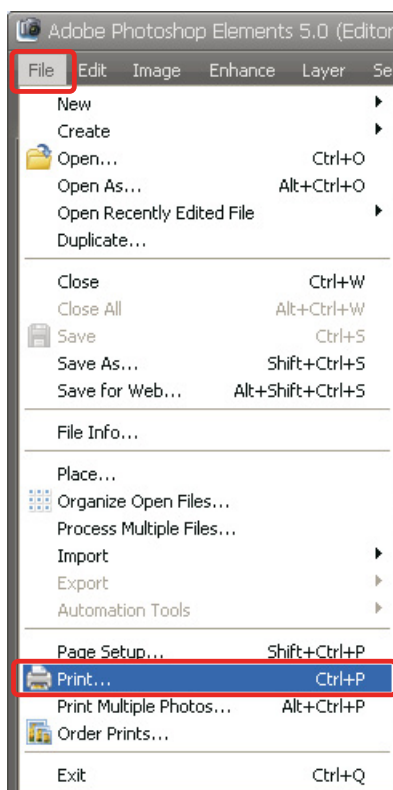 Adobe Photoshop Elements 5.0 (Editor
File Edit Image Enhance Layer Se
New
Create
Open... Ctrl+O
Open As... Alt+Ctrl+O
Open Recently Edited File
Duplicate...
Close Ctrl+W
Close All Alt+Ctrl+W
Save Ctrl+S
Save As... Shift+Ctrl+S
Save for Web... Alt+Shift+Ctrl+S
File Info...
Place...
Organize Open Files...
Process Multiple Files...
Import
Export
Automation Tools
Page Setup... Shift+Ctrl+P
Print... Ctrl+P
Print Multiple Photos... Alt+Ctrl+P
Order Prints...
Exit Ctrl+Q